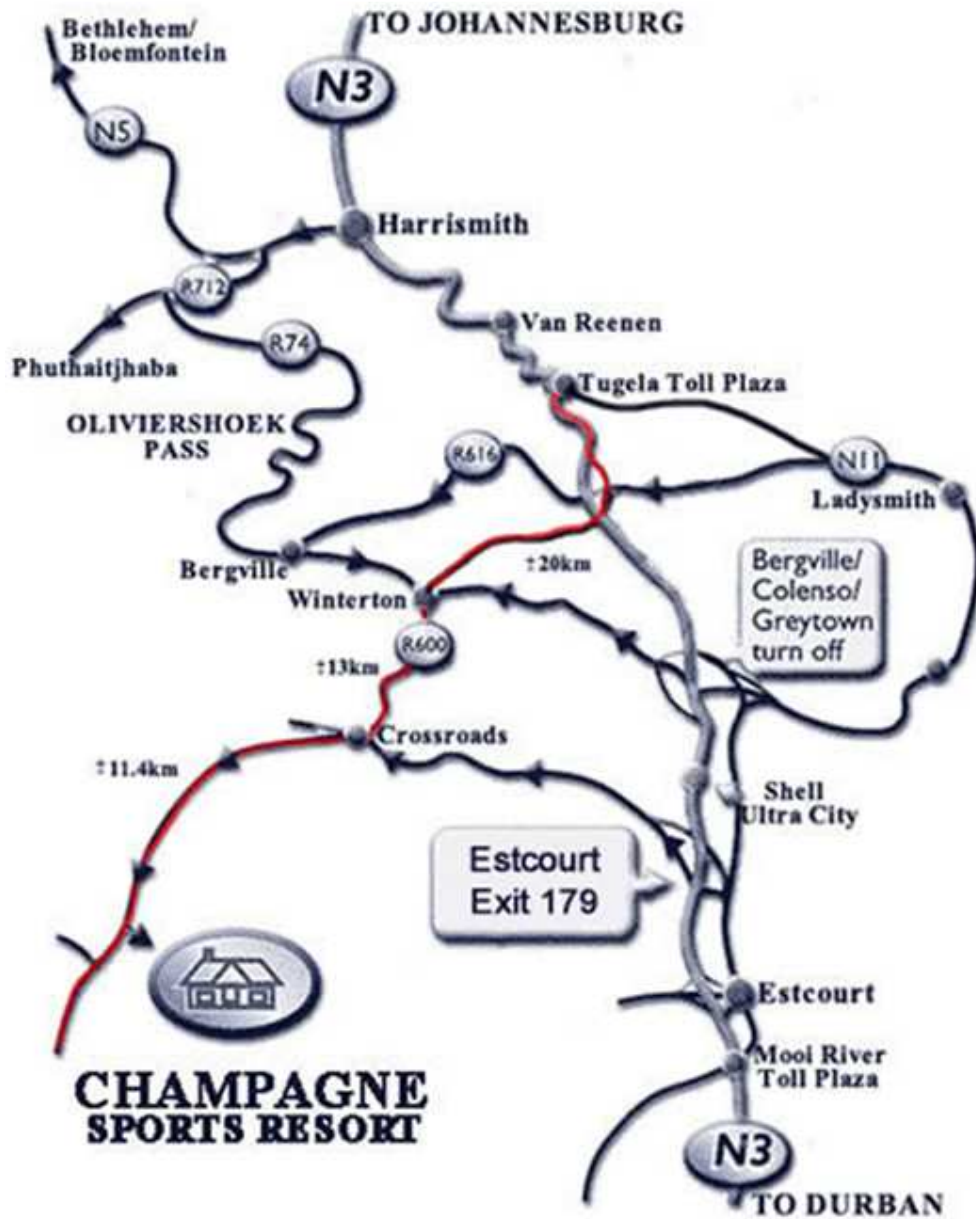 TO JOHANNESBURG
Bethlehem/
Bloemfontein
N3
N5
Harrismith
R712
Van Reenen
R74
Phuthaitjhaba
Tugela Toll Plaza
OLIVIERSHOEK
PASS
R616
N11
Ladysmith
Bergville
‡20km
Bergville/
Colenso/
Greytown
turn off
Winterton
R600
‡13km
Crossroads
‡11.4km
Shell
Ultra City
Estcourt
Exit 179
Estcourt
Mooi River
Toll Plaza
CHAMPAGNE
SPORTS RESORT
N3
TO DURBAN